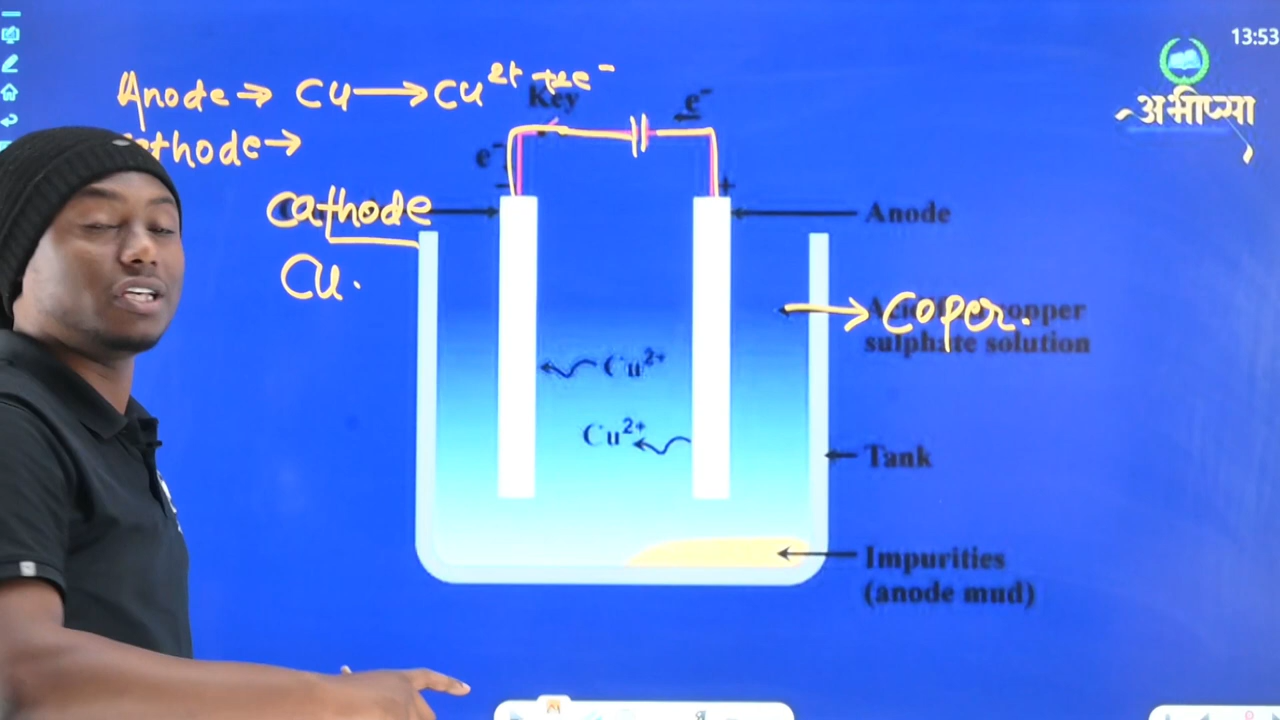 13:53
अभीप्सा
Anode → Cu → Cu²⁺ + 2e⁻
Cathode →
Key
e⁻
e⁻
−
+
Cathode
Cu.
Anode
→ Coper.
sulphate solution
Cu²⁺
Cu²⁺
Tank
Impurities
(anode mud)